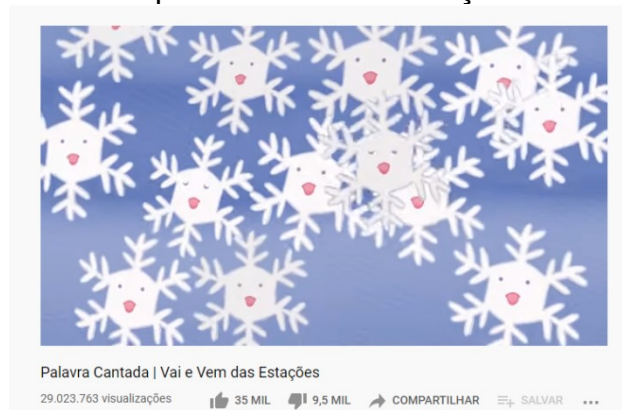 Palavra Cantada | Vai e Vem das Estações
29.023.763 visualizações 35 MIL 9,5 MIL COMPARTILHAR SALVAR ...